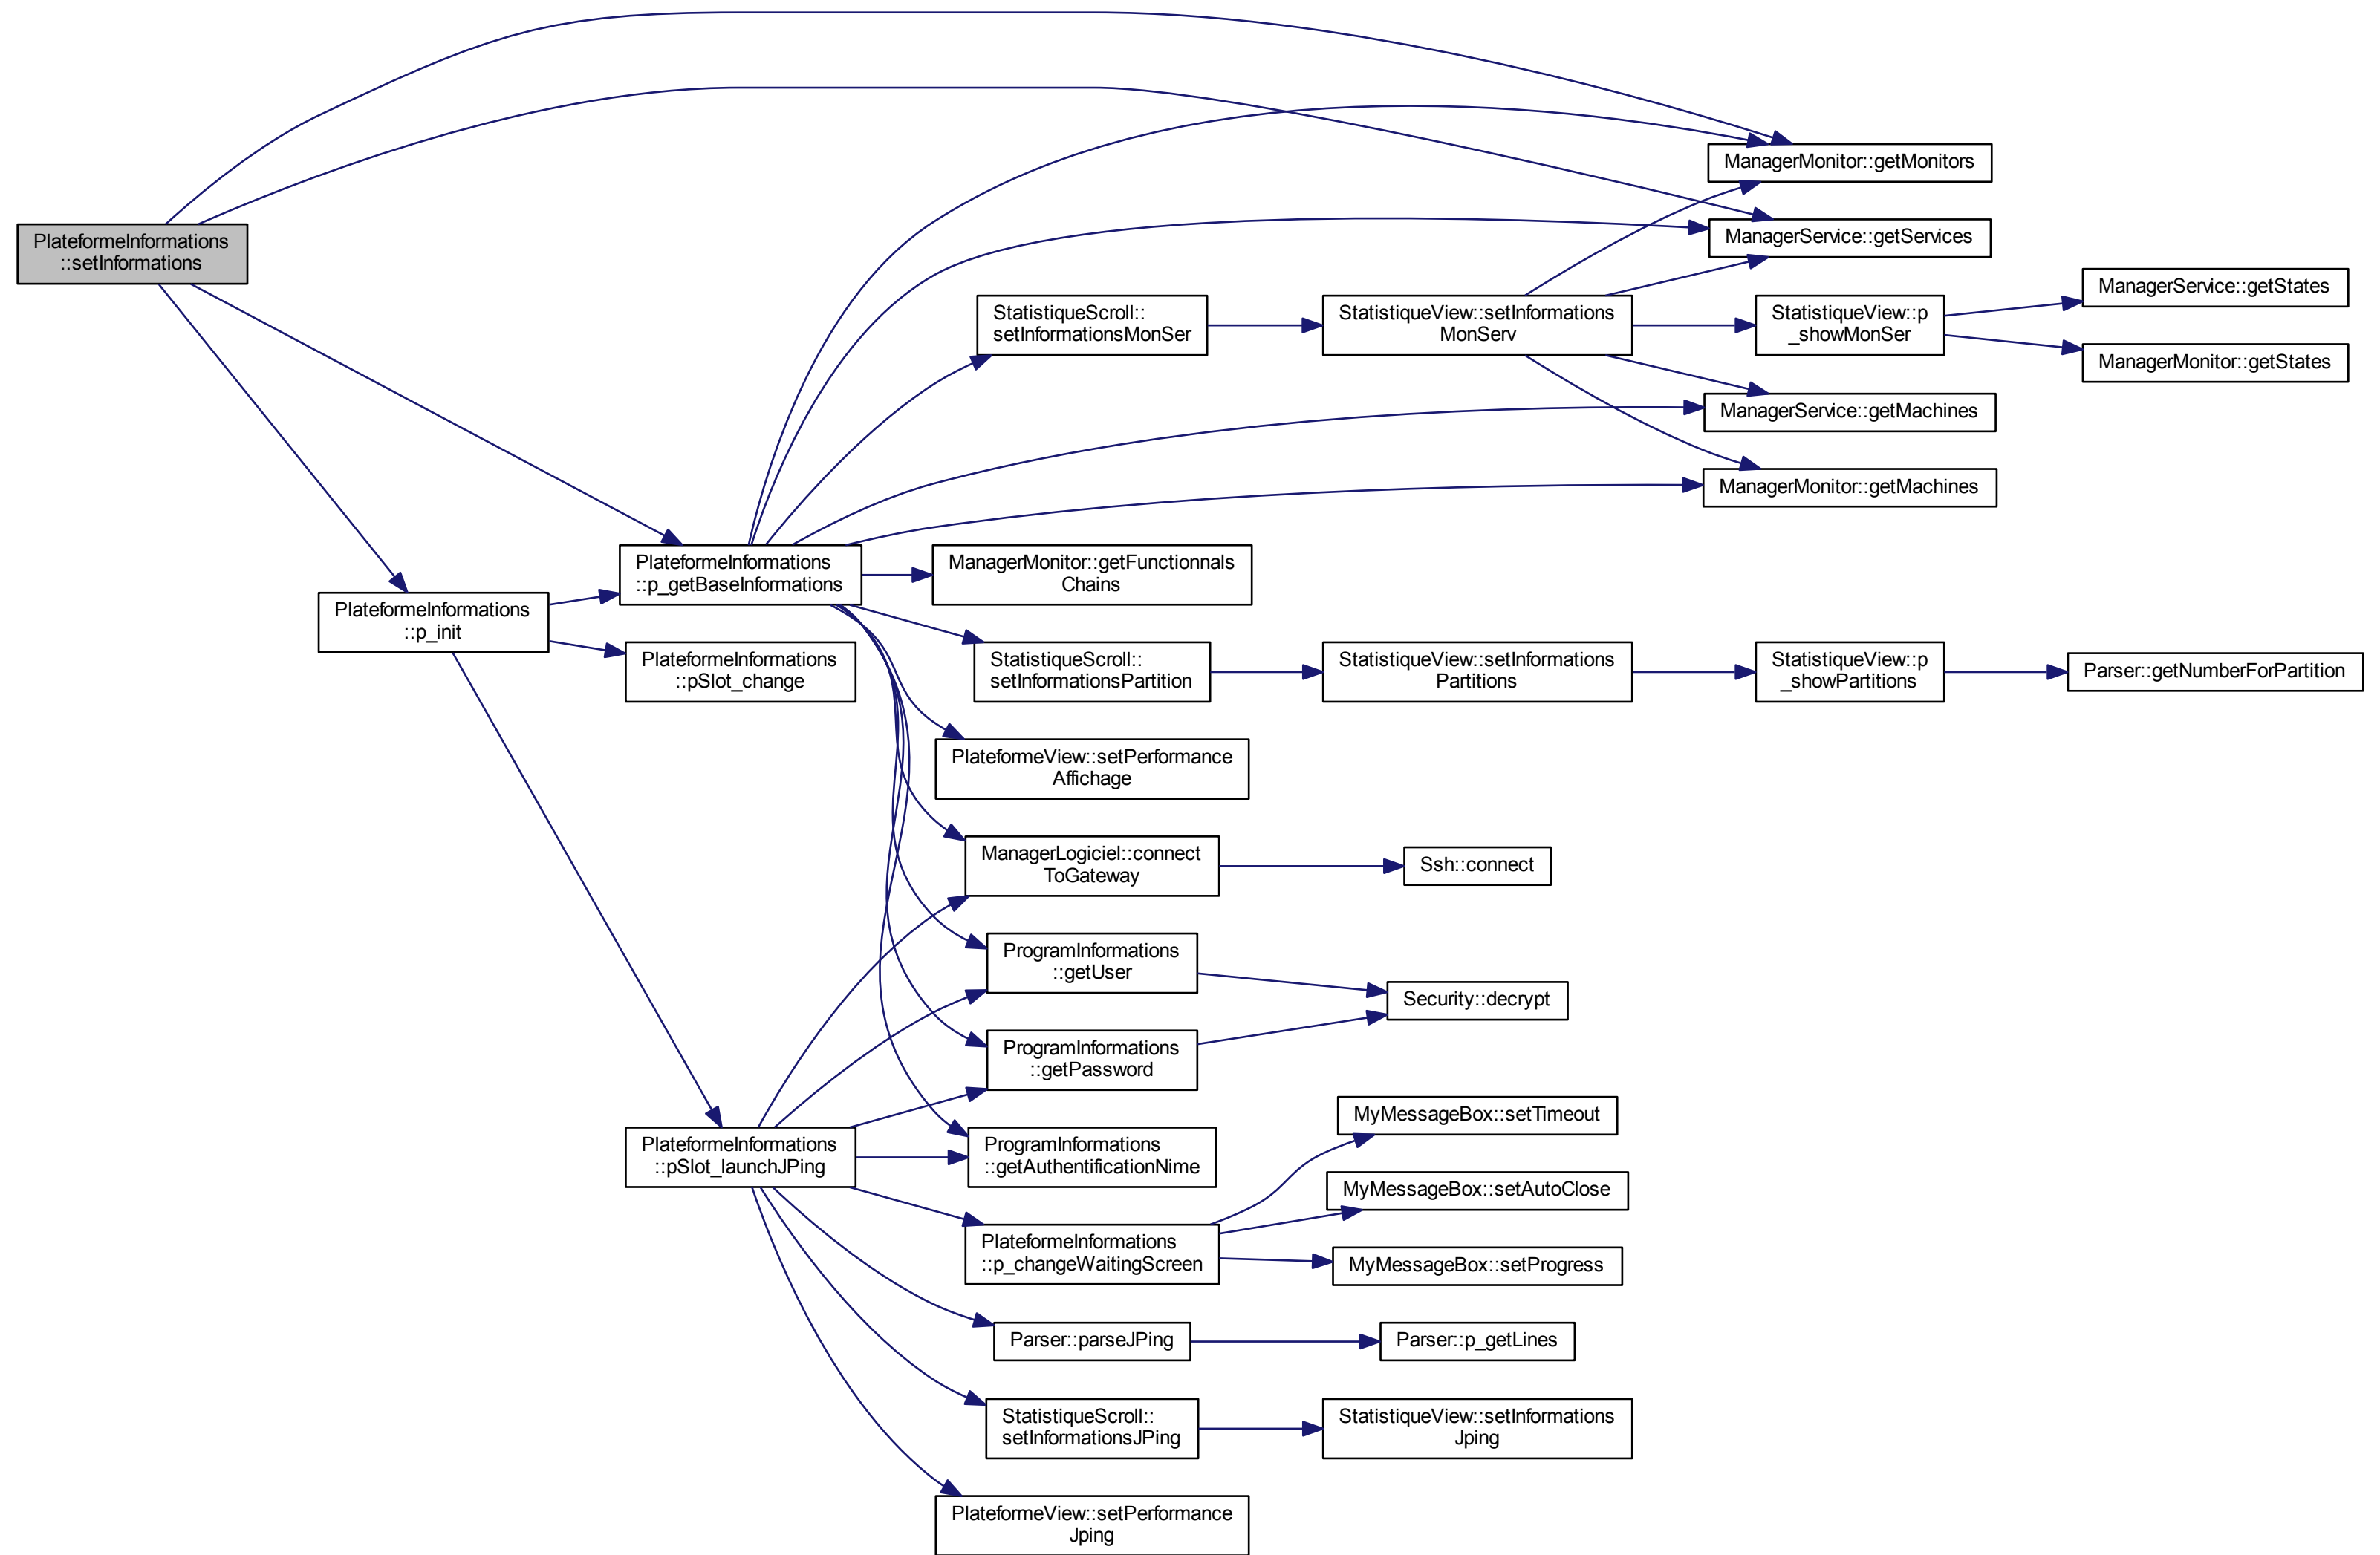 PlateformeInformations
::setInformations
PlateformeInformations
::p_init
PlateformeInformations
::p_getBaseInformations
PlateformeInformations
::pSlot_change
PlateformeInformations
::pSlot_launchJPing
StatistiqueScroll::
setInformationsMonSer
ManagerMonitor::getFunctionnals
Chains
StatistiqueScroll::
setInformationsPartition
PlateformeView::setPerformance
Affichage
ManagerLogiciel::connect
ToGateway
ProgramInformations
::getUser
ProgramInformations
::getPassword
ProgramInformations
::getAuthentificationNime
PlateformeInformations
::p_changeWaitingScreen
Parser::parseJPing
StatistiqueScroll::
setInformationsJPing
PlateformeView::setPerformance
Jping
StatistiqueView::setInformations
MonServ
StatistiqueView::setInformations
Partitions
Ssh::connect
Security::decrypt
MyMessageBox::setTimeout
MyMessageBox::setAutoClose
MyMessageBox::setProgress
Parser::p_getLines
StatistiqueView::setInformations
Jping
ManagerMonitor::getMonitors
ManagerService::getServices
StatistiqueView::p
_showMonSer
ManagerService::getMachines
ManagerMonitor::getMachines
StatistiqueView::p
_showPartitions
ManagerService::getStates
ManagerMonitor::getStates
Parser::getNumberForPartition